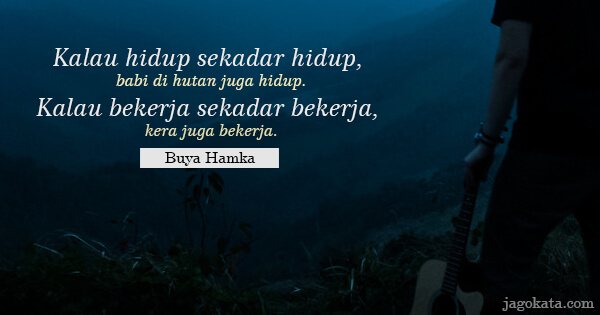 Kalau hidup sekadar hidup,
babi di hutan juga hidup.
Kalau bekerja sekadar bekerja,
kera juga bekerja.
Buya Hamka
jagokata.com